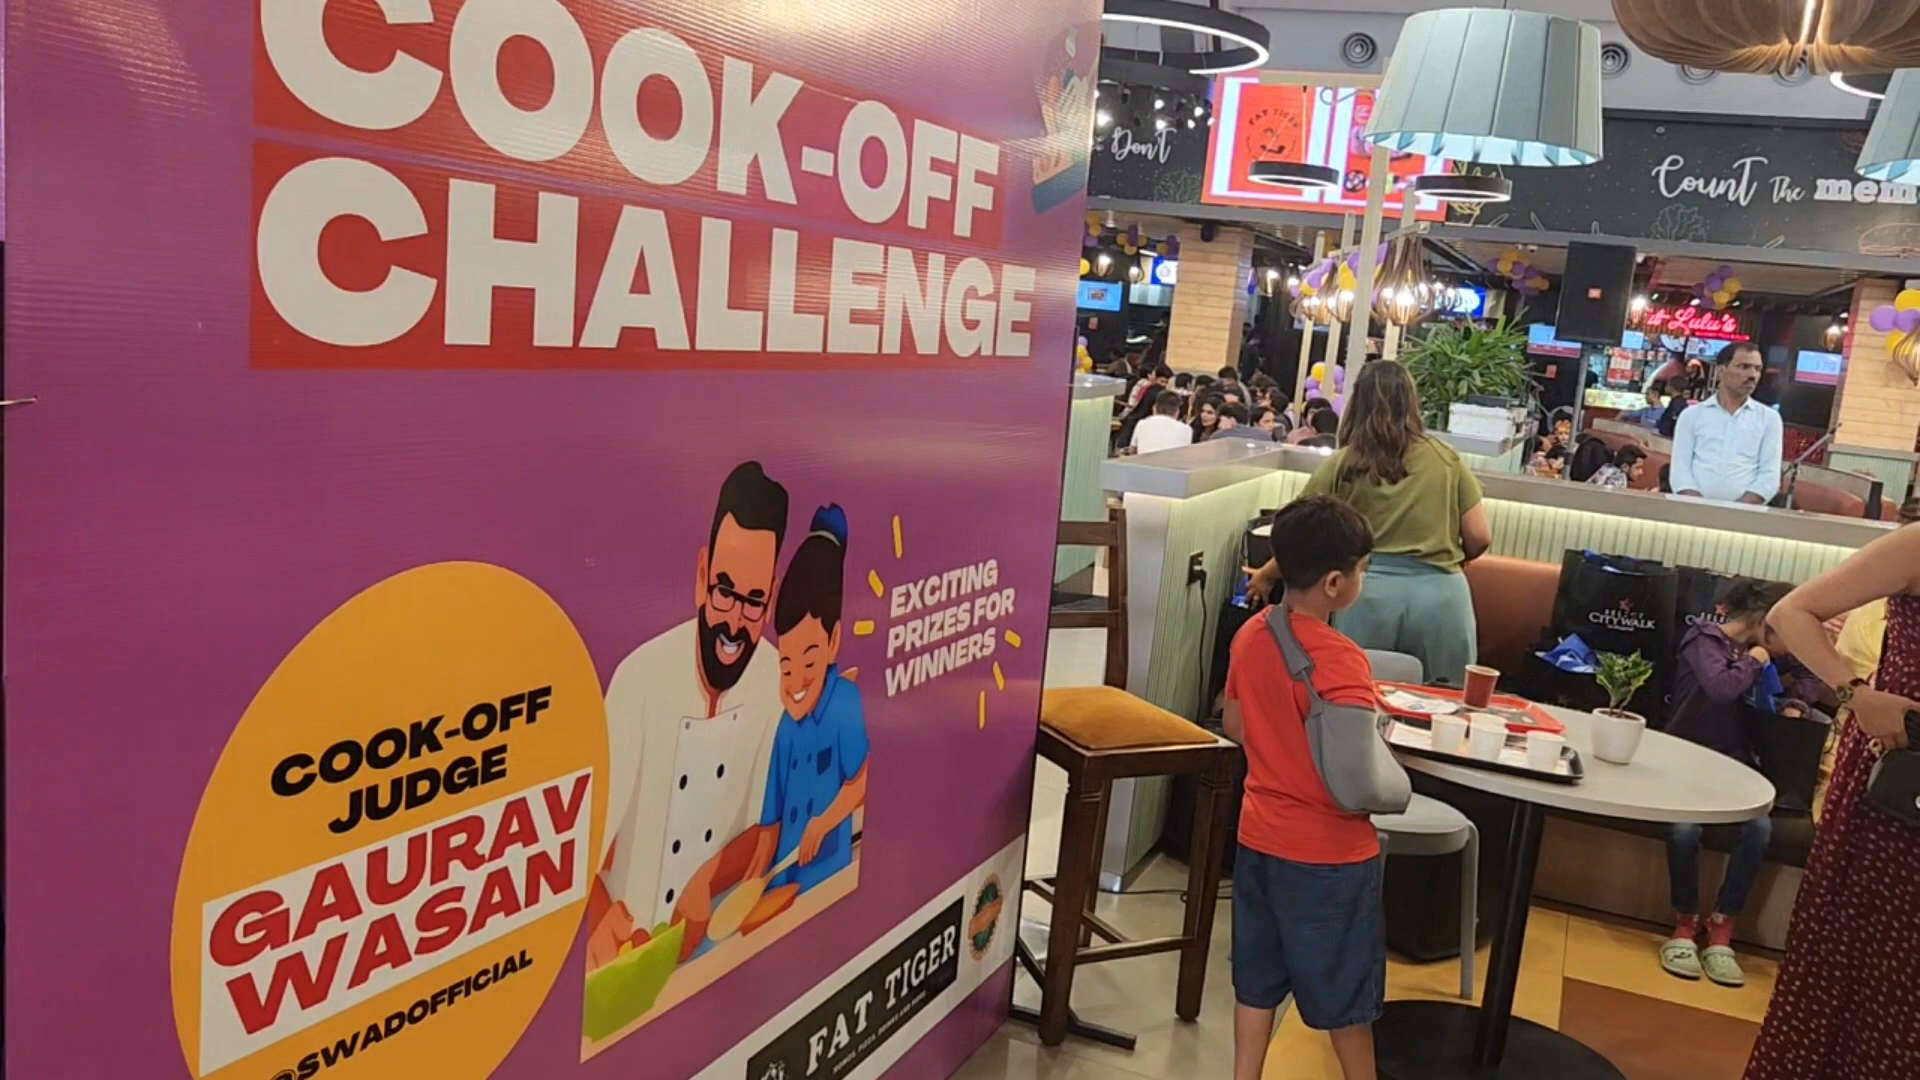 COOK-OFF
CHALLENGE
EXCITING
PRIZES FOR
WINNERS
COOK-OFF
JUDGE
GAURAV
WASAN
@SWADOFFICIAL
FAT TIGER
Don't
FAT TIGER
Count The
Lulu's
SELECT
CITYWALK